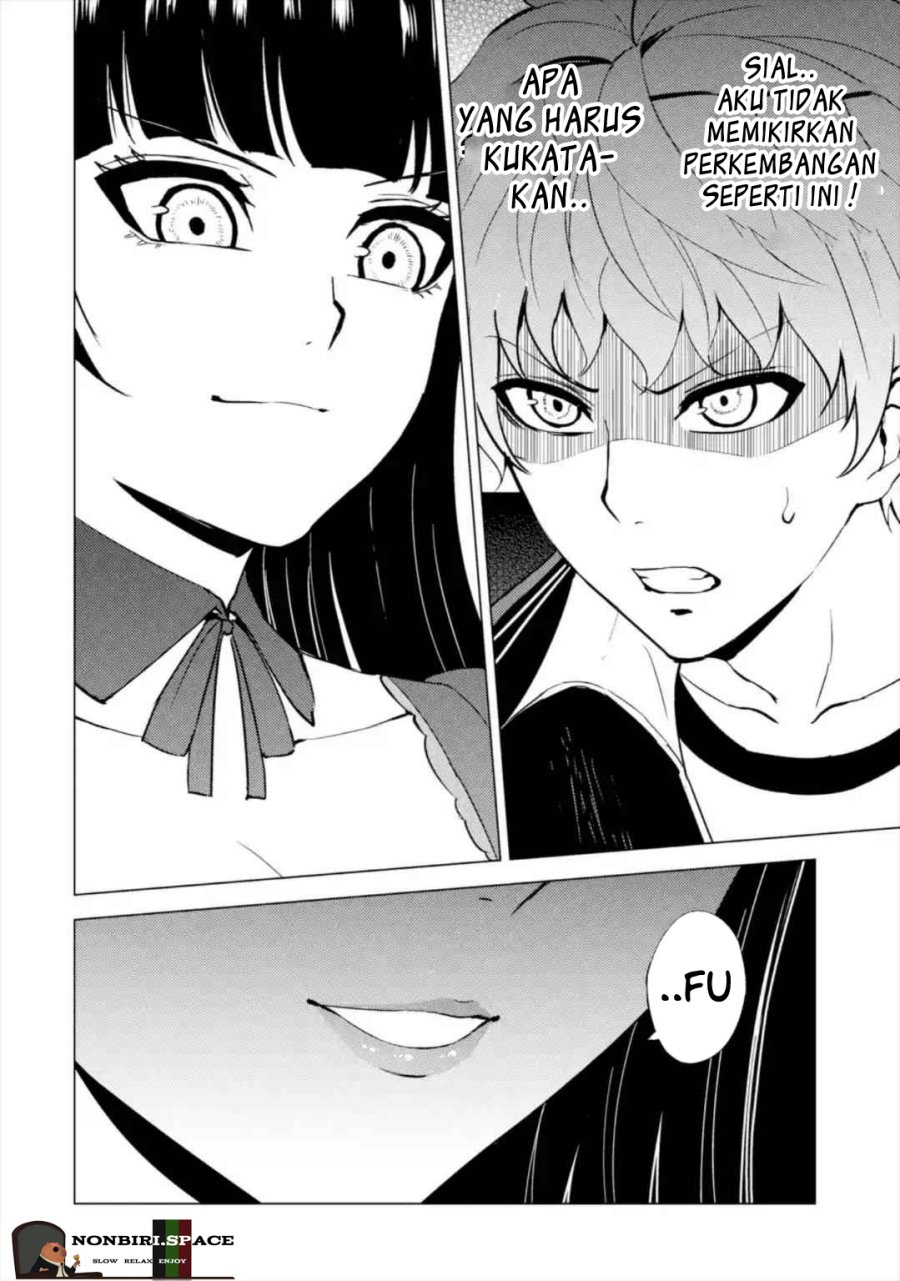 SIAL..
AKU TIDAK
MEMIKIRKAN
PERKEMBANGAN
SEPERTI INI !
APA
YANG HARUS
KUKATA-
KAN..
..FU
NONBIRI.SPACE
SLOW RELAX ENJOY